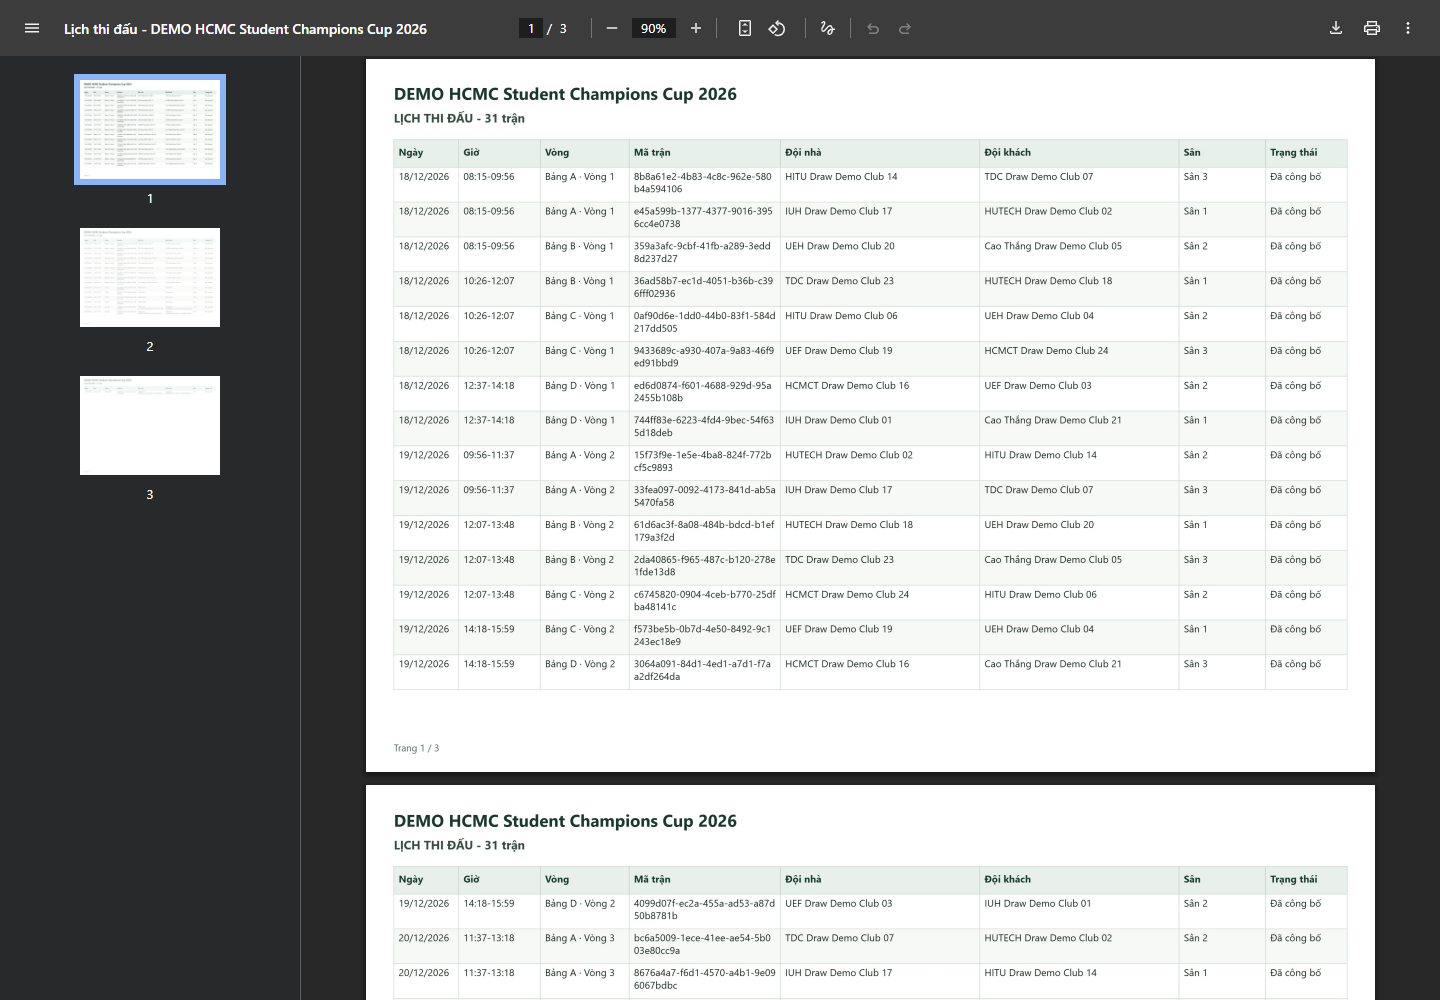 Lịch thi đấu - DEMO HCMC Student Champions Cup 2026
1 / 3
90%
1
2
3
DEMO HCMC Student Champions Cup 2026
LỊCH THI ĐẤU - 31 trận
Ngày Giờ Vòng Mã trận Đội nhà Đội khách Sân Trạng thái
18/12/2026 08:15-09:56 Bảng A · Vòng 1 8b8a61e2-4b83-4c8c-962e-580 HITU Draw Demo Club 14 TDC Draw Demo Club 07 Sân 3 Đã công bố
b4a594106
18/12/2026 08:15-09:56 Bảng A · Vòng 1 e45a599b-1377-4377-9016-395 IUH Draw Demo Club 17 HUTECH Draw Demo Club 02 Sân 1 Đã công bố
6cc4e0738
18/12/2026 08:15-09:56 Bảng B · Vòng 1 359a3afc-9cbf-41fb-a289-3edd UEH Draw Demo Club 20 Cao Thắng Draw Demo Club 05 Sân 2 Đã công bố
8d237d27
18/12/2026 10:26-12:07 Bảng B · Vòng 1 36ad58b7-ec1d-4051-b36b-c39 TDC Draw Demo Club 23 HUTECH Draw Demo Club 18 Sân 1 Đã công bố
6fff02936
18/12/2026 10:26-12:07 Bảng C · Vòng 1 0af90d6e-1dd0-44b0-83f1-584d HITU Draw Demo Club 06 UEH Draw Demo Club 04 Sân 2 Đã công bố
217dd505
18/12/2026 10:26-12:07 Bảng C · Vòng 1 9433689c-a930-407a-9a83-46f9 UEF Draw Demo Club 19 HCMCT Draw Demo Club 24 Sân 3 Đã công bố
ed91bbd9
18/12/2026 12:37-14:18 Bảng D · Vòng 1 ed6d0874-f601-4688-929d-95a HCMCT Draw Demo Club 16 UEF Draw Demo Club 03 Sân 2 Đã công bố
2455b108b
18/12/2026 12:37-14:18 Bảng D · Vòng 1 744ff83e-6223-4fd4-9bec-54f63 IUH Draw Demo Club 01 Cao Thắng Draw Demo Club 21 Sân 1 Đã công bố
5d18deb
19/12/2026 09:56-11:37 Bảng A · Vòng 2 15f73f9e-1e5e-4ba8-824f-772b HUTECH Draw Demo Club 02 HITU Draw Demo Club 14 Sân 2 Đã công bố
cf5c9893
19/12/2026 09:56-11:37 Bảng A · Vòng 2 33fea097-0092-4173-841d-ab5a IUH Draw Demo Club 17 TDC Draw Demo Club 07 Sân 3 Đã công bố
5470fa58
19/12/2026 12:07-13:48 Bảng B · Vòng 2 61d6ac3f-8a08-484b-bdcd-b1ef HUTECH Draw Demo Club 18 UEH Draw Demo Club 20 Sân 1 Đã công bố
179a3f2d
19/12/2026 12:07-13:48 Bảng B · Vòng 2 2da40865-f965-487c-b120-278e TDC Draw Demo Club 23 Cao Thắng Draw Demo Club 05 Sân 3 Đã công bố
1fde13d8
19/12/2026 12:07-13:48 Bảng C · Vòng 2 c6745820-0904-4ceb-b770-25df HCMCT Draw Demo Club 24 HITU Draw Demo Club 06 Sân 2 Đã công bố
ba48141c
19/12/2026 14:18-15:59 Bảng C · Vòng 2 f573be5b-0b7d-4e50-8492-9c1 UEF Draw Demo Club 19 UEH Draw Demo Club 04 Sân 1 Đã công bố
243ec18e9
19/12/2026 14:18-15:59 Bảng D · Vòng 2 3064a091-84d1-4ed1-a7d1-f7a HCMCT Draw Demo Club 16 Cao Thắng Draw Demo Club 21 Sân 3 Đã công bố
a2df264da
Trang 1 / 3
DEMO HCMC Student Champions Cup 2026
LỊCH THI ĐẤU - 31 trận
Ngày Giờ Vòng Mã trận Đội nhà Đội khách Sân Trạng thái
19/12/2026 14:18-15:59 Bảng D · Vòng 2 4099d07f-ec2a-455a-ad53-a87d UEF Draw Demo Club 03 IUH Draw Demo Club 01 Sân 2 Đã công bố
50b8781b
20/12/2026 11:37-13:18 Bảng A · Vòng 3 bc6a5009-1ece-41ee-ae54-5b0 TDC Draw Demo Club 07 HUTECH Draw Demo Club 02 Sân 2 Đã công bố
03e80cc9a
20/12/2026 11:37-13:18 Bảng A · Vòng 3 8676a4a7-f6d1-4570-a4b1-9e09 IUH Draw Demo Club 17 HITU Draw Demo Club 14 Sân 1 Đã công bố
6067bdbc